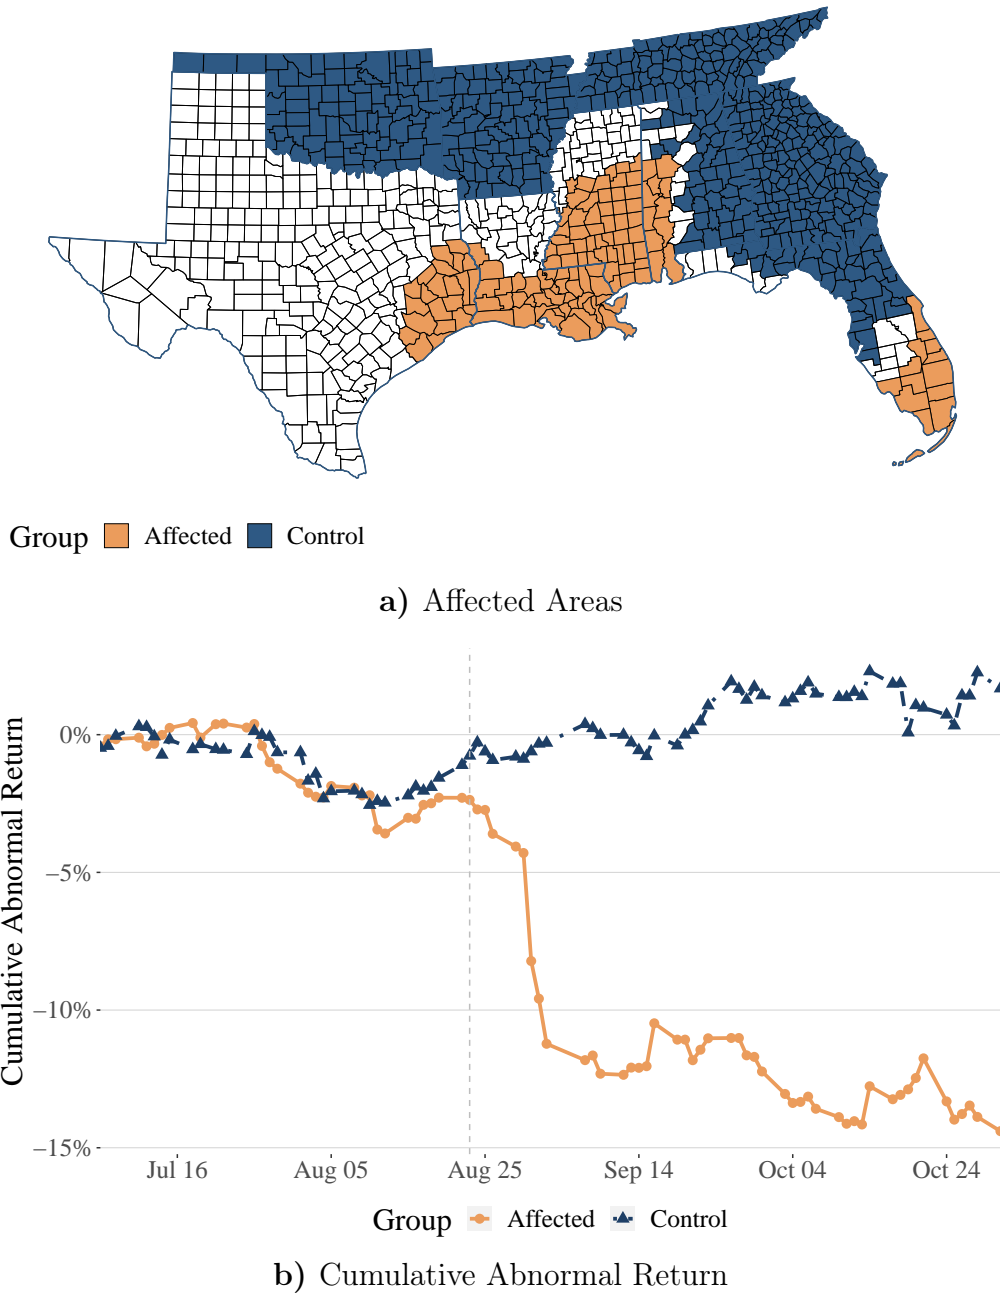 Group Affected Control
a) Affected Areas
Cumulative Abnormal Return
0%
−5%
−10%
−15%
Jul 16 Aug 05 Aug 25 Sep 14 Oct 04 Oct 24
Group Affected Control
b) Cumulative Abnormal Return